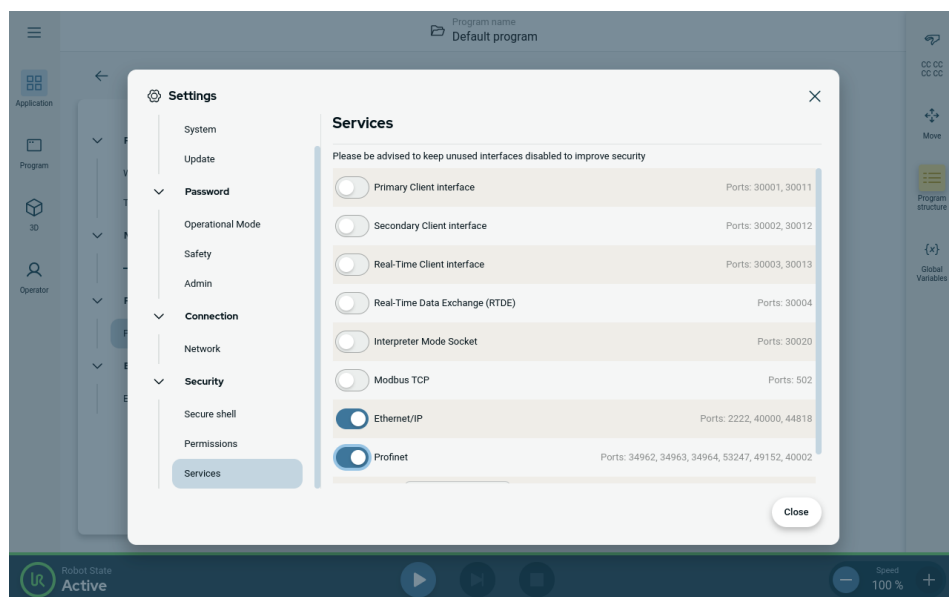 Program name
Default program
Application
Program
3D
Operator
Settings
System
Update
Password
Operational Mode
Safety
Admin
Connection
Network
Security
Secure shell
Permissions
Services
Services
Please be advised to keep unused interfaces disabled to improve security
Primary Client interface Ports: 30001, 30011
Secondary Client interface Ports: 30002, 30012
Real-Time Client interface Ports: 30003, 30013
Real-Time Data Exchange (RTDE) Ports: 30004
Interpreter Mode Socket Ports: 30020
Modbus TCP Ports: 502
Ethernet/IP Ports: 2222, 40000, 44818
Profinet Ports: 34962, 34963, 34964, 53247, 49152, 40002
Close
CC CC
CC CC
Move
Program
structure
{x}
Global
Variables
UR
Robot State
Active
Speed
100 %